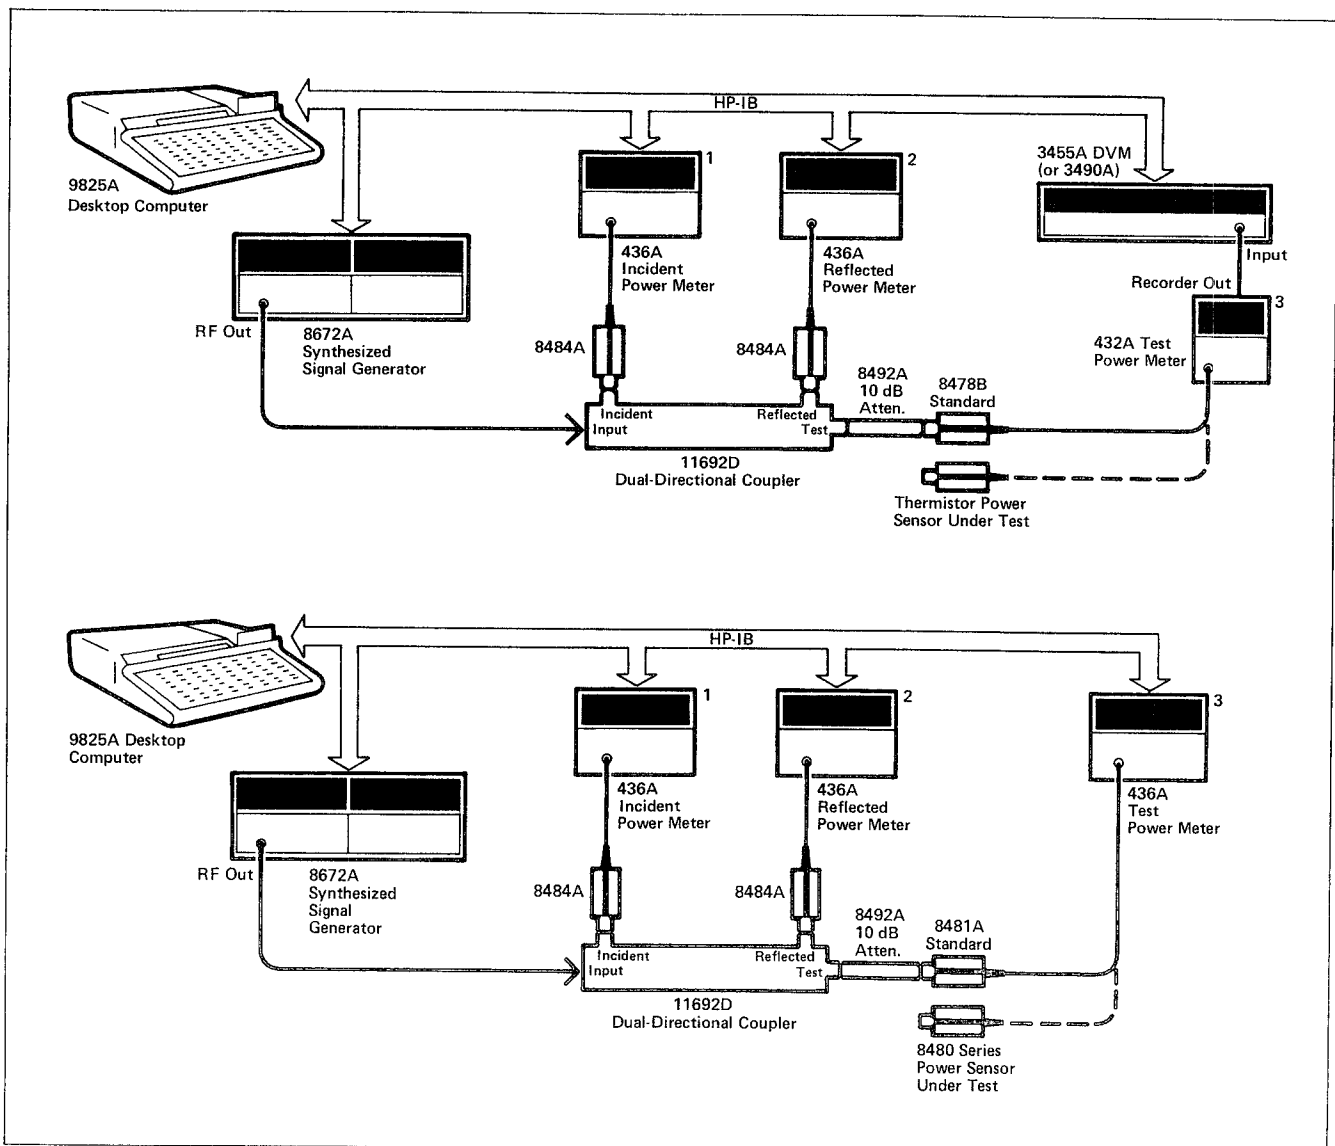 HP-IB
1
2
3455A DVM
(or 3490A)
9825A
Desktop Computer
436A
Incident
Power Meter
436A
Reflected
Power Meter
Input
Recorder Out
3
RF Out
8672A
Synthesized
Signal Generator
8484A
8484A
432A Test
Power Meter
8492A
10 dB
Atten.
8478B
Standard
Incident
Input
Reflected
Test
11692D
Dual-Directional Coupler
Thermistor Power
Sensor Under Test
HP-IB
1
2
3
9825A Desktop
Computer
436A
Incident
Power Meter
436A
Reflected
Power Meter
436A
Test
Power Meter
RF Out
8672A
Synthesized
Signal
Generator
8484A
8484A
8492A
10 dB
Atten.
8481A
Standard
Incident
Input
Reflected
Test
11692D
Dual-Directional Coupler
8480 Series
Power Sensor
Under Test